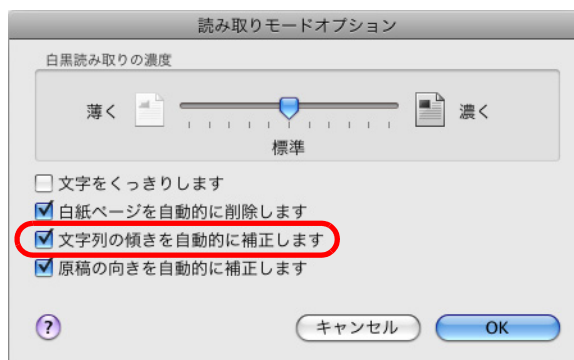 読み取りモードオプション
白黒読み取りの濃度
薄く 濃く
標準
文字をくっきりします
白紙ページを自動的に削除します
文字列の傾きを自動的に補正します
原稿の向きを自動的に補正します
? キャンセル OK